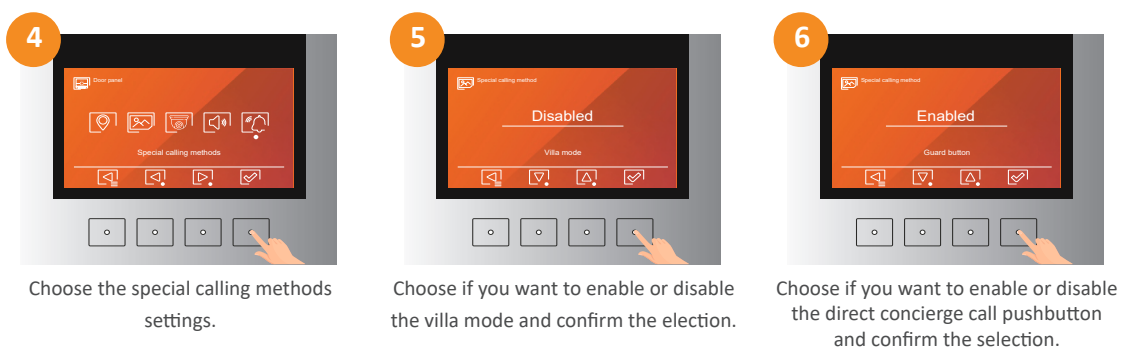 4
Door panel
Special calling methods
Choose the special calling methods
settings.
5
Special calling method
Disabled
Villa mode
Choose if you want to enable or disable
the villa mode and confirm the election.
6
Special calling method
Enabled
Guard button
Choose if you want to enable or disable
the direct concierge call pushbutton
and confirm the selection.